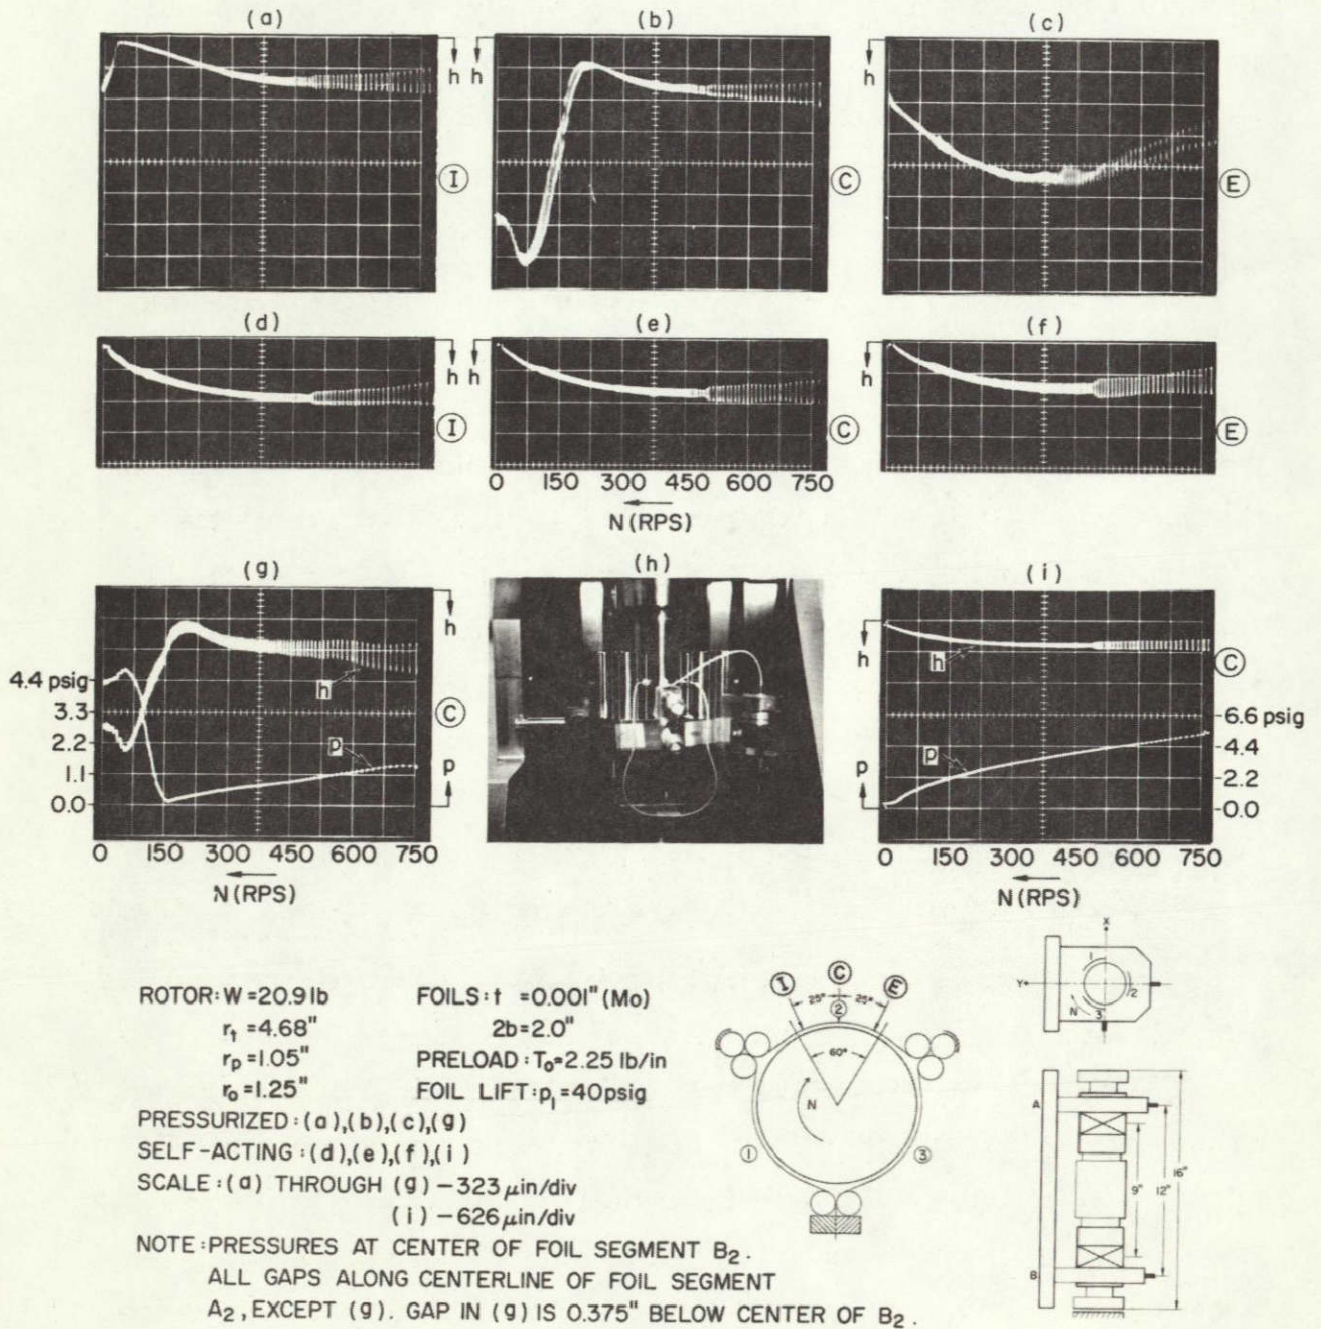 (a) (b) (c)
h h h
I C E
(d) (e) (f)
h h h
I C E
0 150 300 450 600 750
N (RPS)
(g) (h) (i)
h h
4.4 psig
3.3
2.2
1.1
0.0
h
p
C
p
h
C
6.6 psig
4.4
2.2
0.0
p
p
0 150 300 450 600 750
N (RPS)
0 150 300 450 600 750
N (RPS)
ROTOR: W = 20.9 lb
r₁ = 4.68"
rₚ = 1.05"
r₀ = 1.25"
FOILS: t = 0.001" (Mo)
2b = 2.0"
PRELOAD: T₀ = 2.25 lb/in
FOIL LIFT: p₁ = 40 psig
PRESSURIZED: (a),(b),(c),(g)
SELF-ACTING: (d),(e),(f),(i)
SCALE: (a) THROUGH (g) – 323 μin/div
(i) – 626 μin/div
NOTE: PRESSURES AT CENTER OF FOIL SEGMENT B₂.
ALL GAPS ALONG CENTERLINE OF FOIL SEGMENT
A₂, EXCEPT (g). GAP IN (g) IS 0.375" BELOW CENTER OF B₂.
I C E
25° 25°
2
60°
N
1 3
X
Y
1
2
3
N
A
B
9"
12"
16"